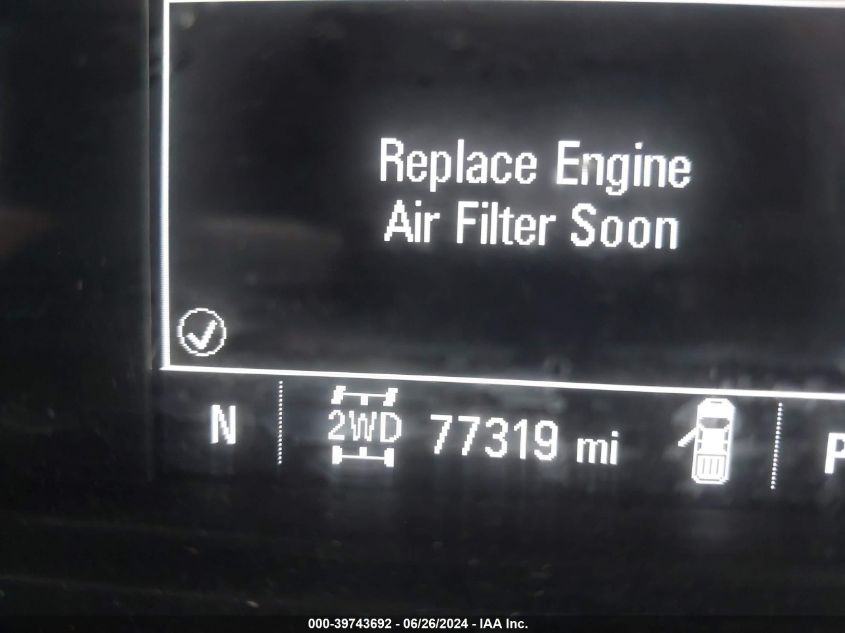 Replace Engine
Air Filter Soon
N 2WD 77319 mi P
000-39743692 - 06/26/2024 - IAA Inc.